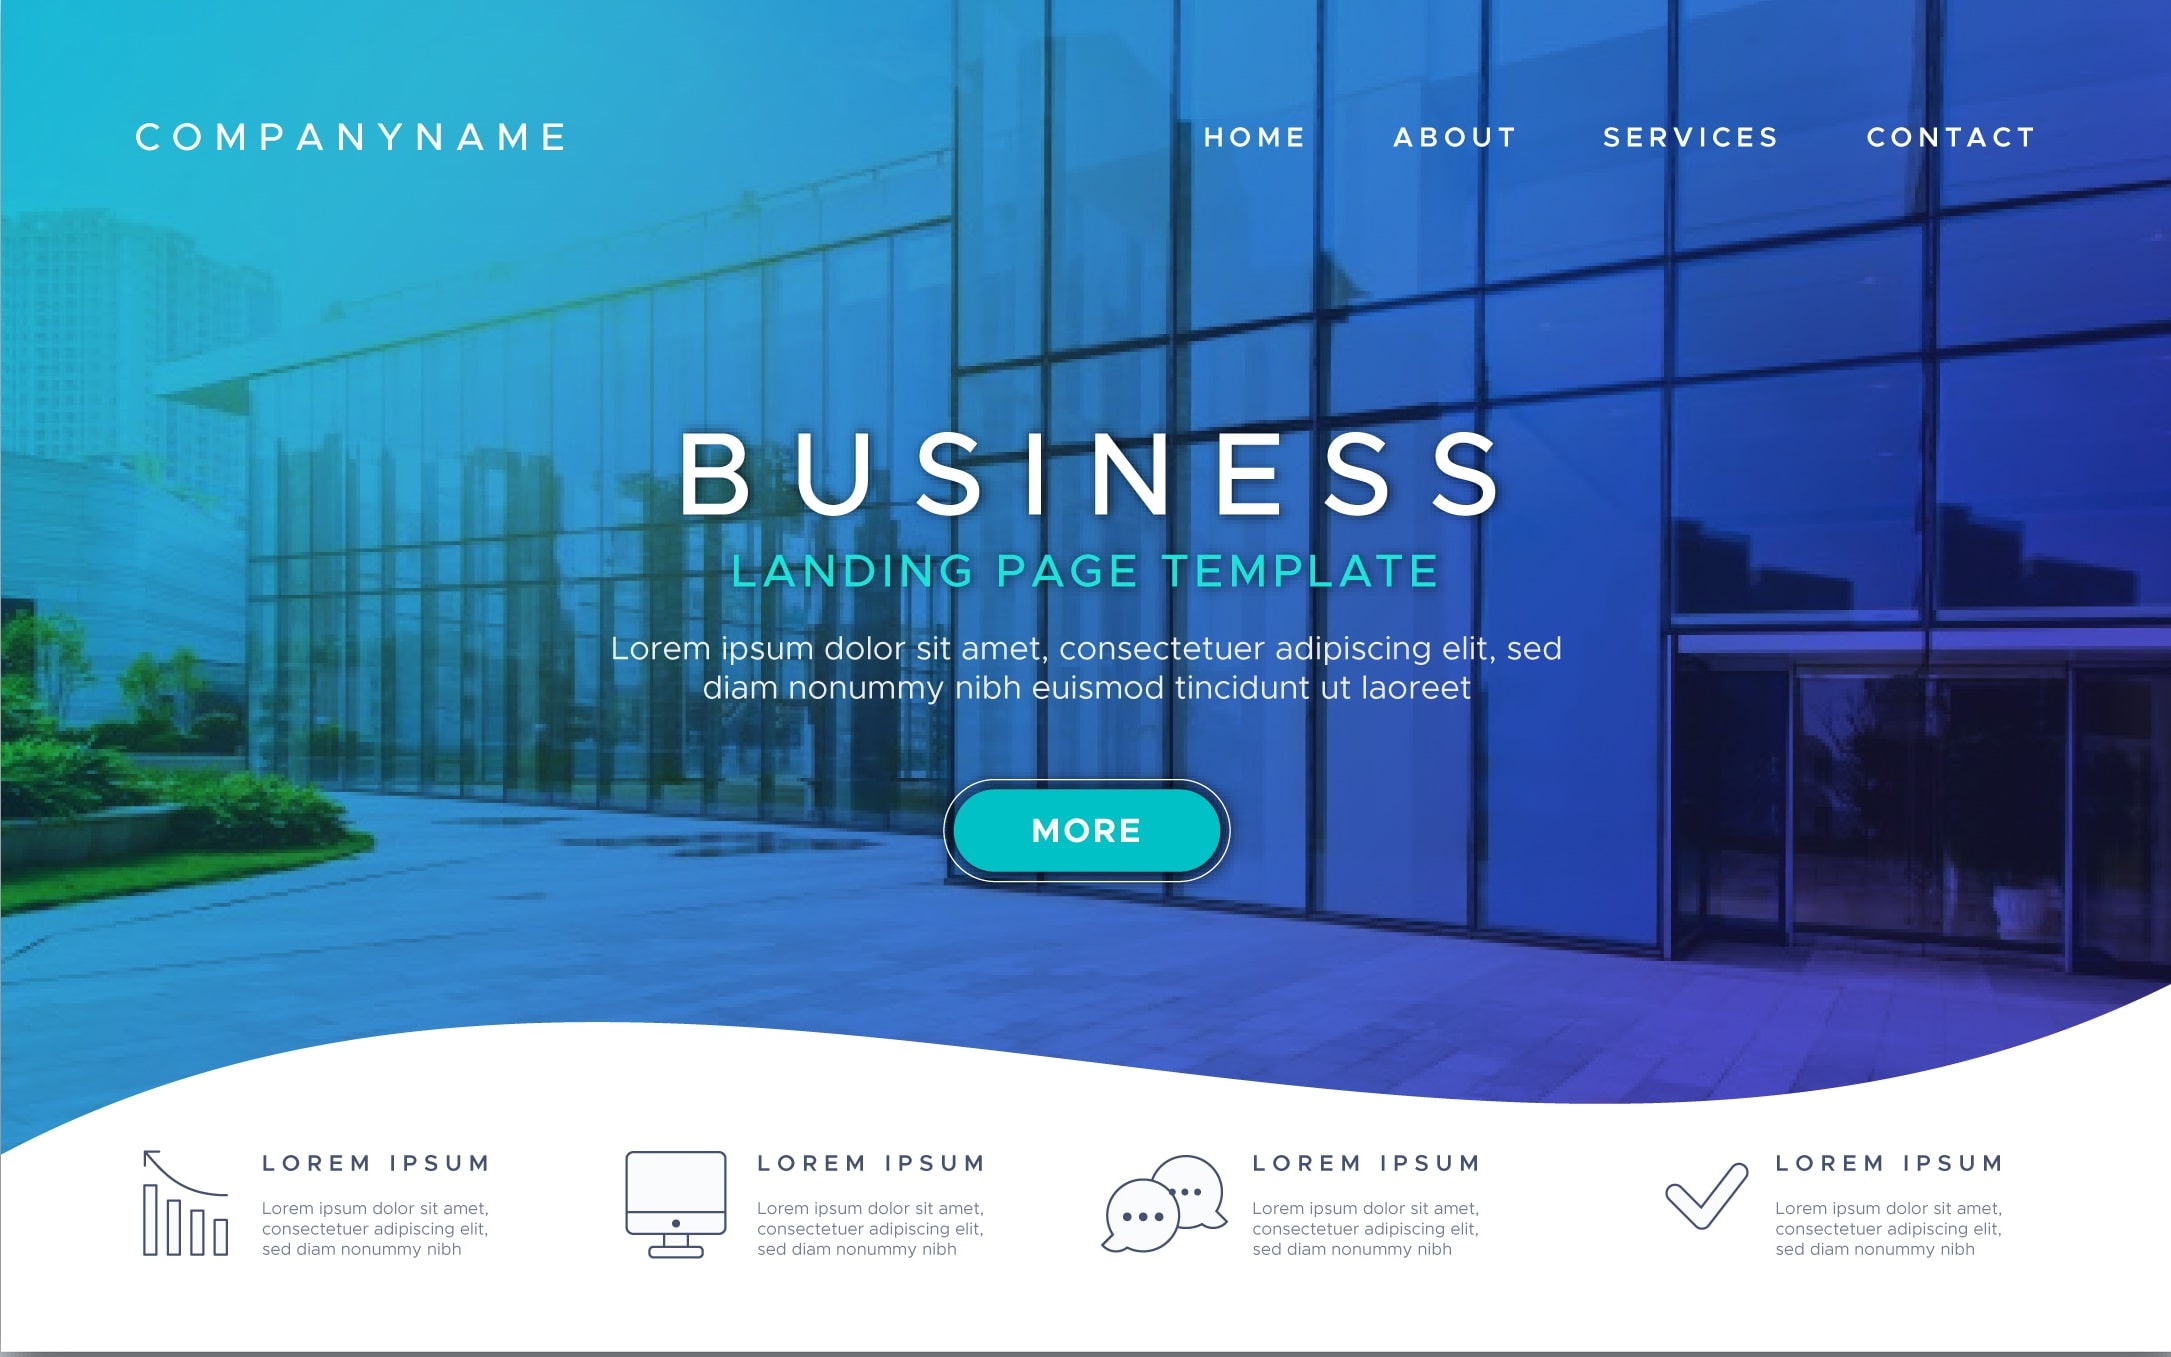 COMPANYNAME
HOME ABOUT SERVICES CONTACT
BUSINESS
LANDING PAGE TEMPLATE
Lorem ipsum dolor sit amet, consectetuer adipiscing elit, sed
diam nonummy nibh euismod tincidunt ut laoreet
MORE
LOREM IPSUM
Lorem ipsum dolor sit amet,
consectetuer adipiscing elit,
sed diam nonummy nibh
LOREM IPSUM
Lorem ipsum dolor sit amet,
consectetuer adipiscing elit,
sed diam nonummy nibh
LOREM IPSUM
Lorem ipsum dolor sit amet,
consectetuer adipiscing elit,
sed diam nonummy nibh
LOREM IPSUM
Lorem ipsum dolor sit amet,
consectetuer adipiscing elit,
sed diam nonummy nibh